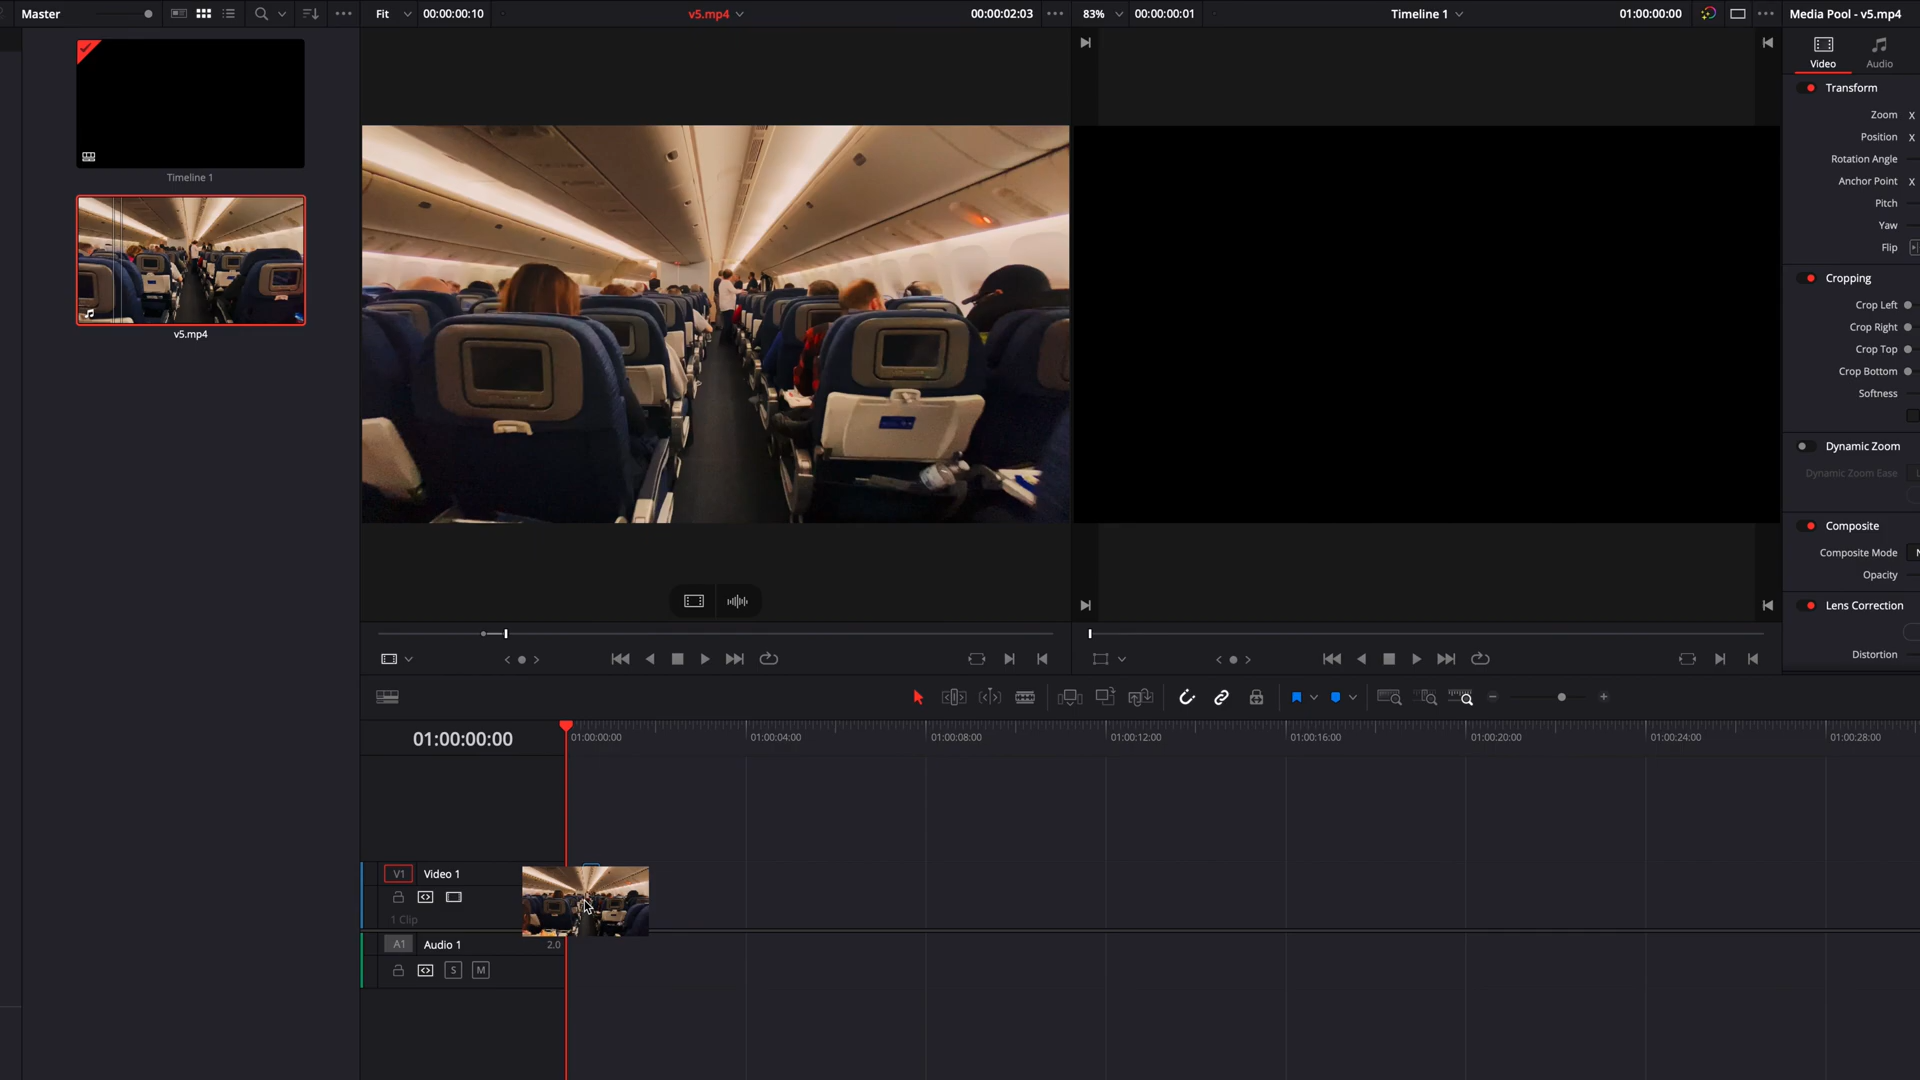 Master
Fit 00:00:00:10 v5.mp4 00:00:02:03
83% 00:00:00:01 Timeline 1 01:00:00:00
Media Pool - v5.mp4
Timeline 1
v5.mp4
Video Audio
Transform
Zoom X
Position X
Rotation Angle
Anchor Point X
Pitch
Yaw
Flip
Cropping
Crop Left
Crop Right
Crop Top
Crop Bottom
Softness
Dynamic Zoom
Dynamic Zoom Ease
Composite
Composite Mode
Opacity
Lens Correction
Distortion
01:00:00:00
01:00:00:00 01:00:04:00 01:00:08:00 01:00:12:00 01:00:16:00 01:00:20:00 01:00:24:00 01:00:28:00
V1 Video 1
1 Clip
A1 Audio 1 2.0
S M